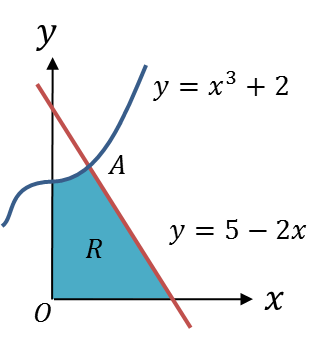 y
y = x³ + 2
A
y = 5 − 2x
R
x
O